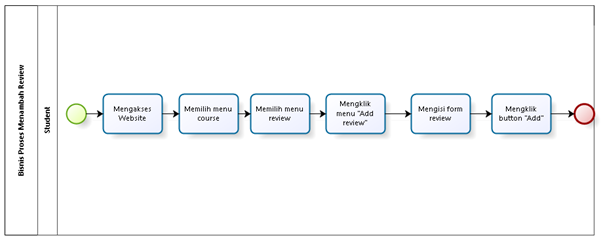 Bisnis Proses Menambah Review
Student
Mengakses
Website
Memilih menu
course
Memilih menu
review
Mengklik
menu "Add
review"
Mengisi form
review
Mengklik
button "Add"